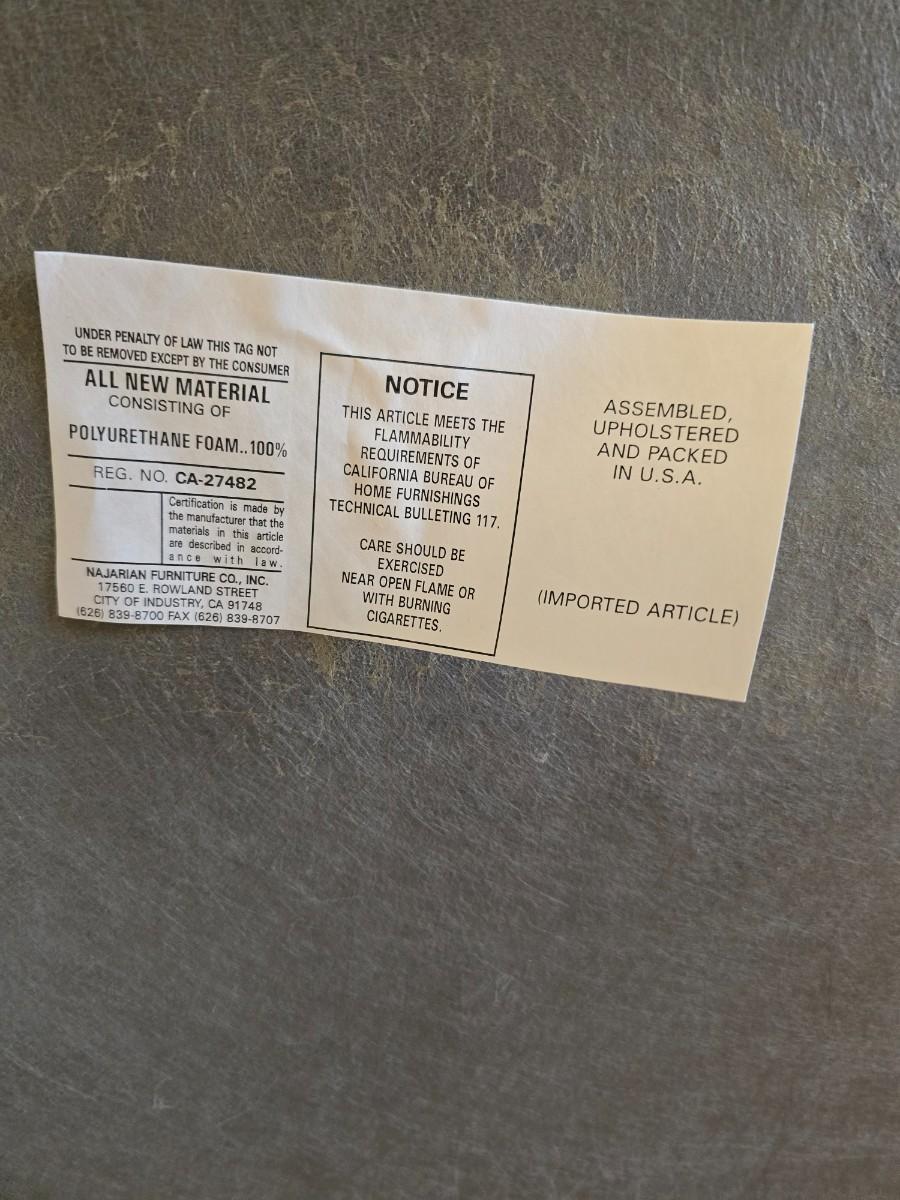 UNDER PENALTY OF LAW THIS TAG NOT
TO BE REMOVED EXCEPT BY THE CONSUMER
ALL NEW MATERIAL
CONSISTING OF
POLYURETHANE FOAM..100%
REG. NO. CA-27482
Certification is made by
the manufacturer that the
materials in this article
are described in accord-
ance with law.
NAJARIAN FURNITURE CO., INC.
17560 E. ROWLAND STREET
CITY OF INDUSTRY, CA 91748
(626) 839-8700 FAX (626) 839-8707
NOTICE
THIS ARTICLE MEETS THE
FLAMMABILITY
REQUIREMENTS OF
CALIFORNIA BUREAU OF
HOME FURNISHINGS
TECHNICAL BULLETING 117.
CARE SHOULD BE
EXERCISED
NEAR OPEN FLAME OR
WITH BURNING
CIGARETTES.
ASSEMBLED,
UPHOLSTERED
AND PACKED
IN U.S.A.
(IMPORTED ARTICLE)